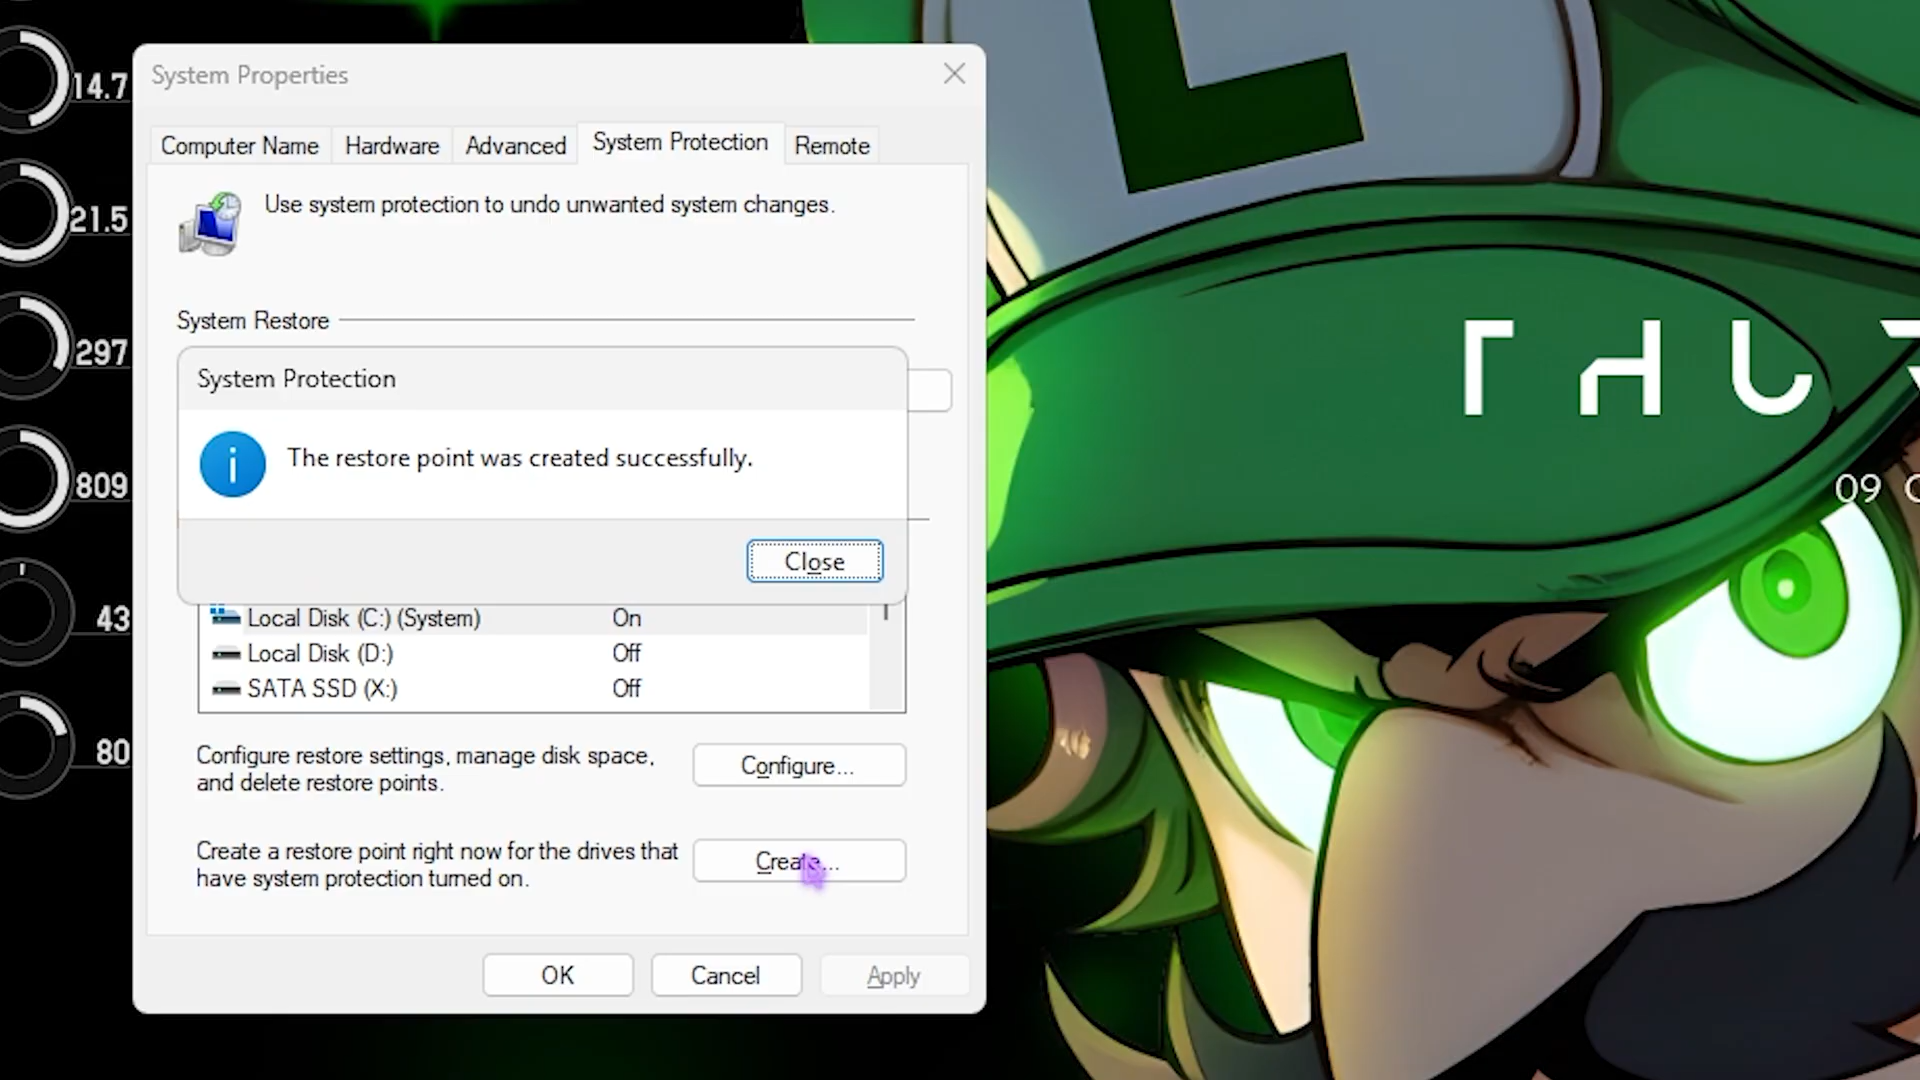 14.7
21.5
297
809
43
80
System Properties
Computer Name
Hardware
Advanced
System Protection
Remote
Use system protection to undo unwanted system changes.
System Restore
System Protection
i
The restore point was created successfully.
Close
Local Disk (C:) (System) On
Local Disk (D:) Off
SATA SSD (X:) Off
Configure restore settings, manage disk space,
and delete restore points.
Configure...
Create a restore point right now for the drives that
have system protection turned on.
Create...
OK
Cancel
Apply
L
THU
09